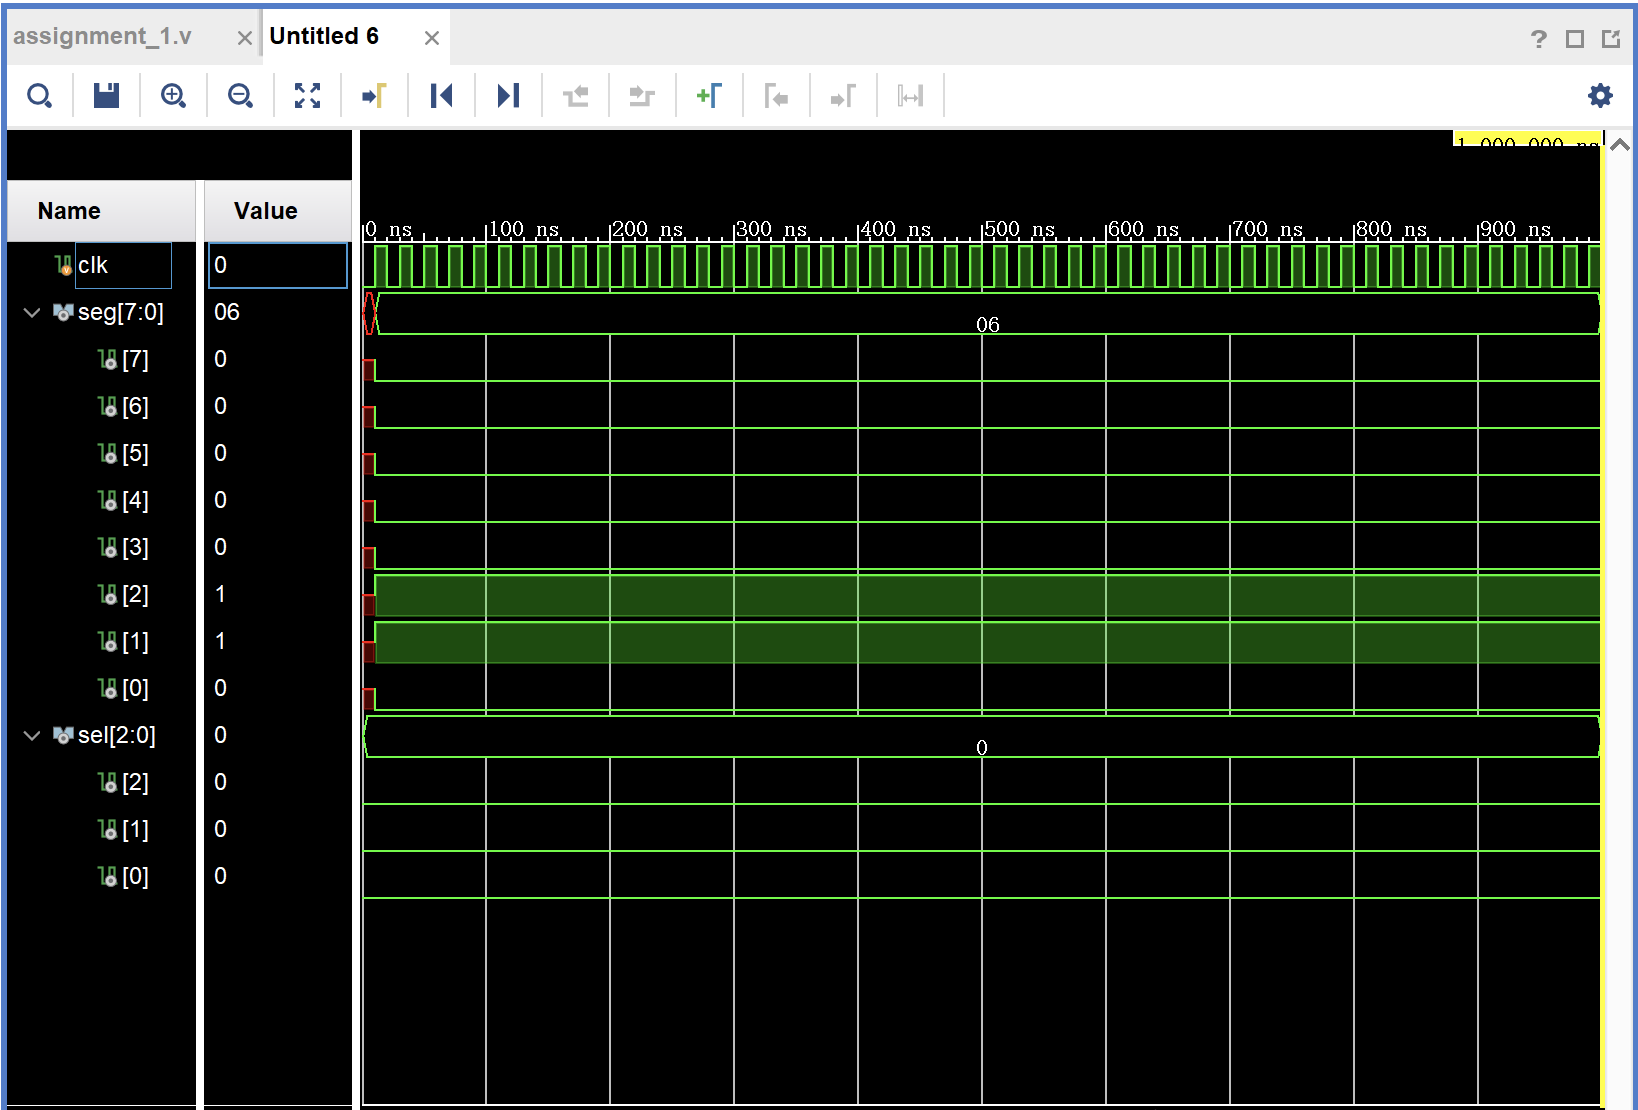 assignment_1.v Untitled 6
?
1,000.000 ns
Name Value
0 ns 100 ns 200 ns 300 ns 400 ns 500 ns 600 ns 700 ns 800 ns 900 ns
clk 0
seg[7:0] 06 06
[7] 0
[6] 0
[5] 0
[4] 0
[3] 0
[2] 1
[1] 1
[0] 0
sel[2:0] 0 0
[2] 0
[1] 0
[0] 0